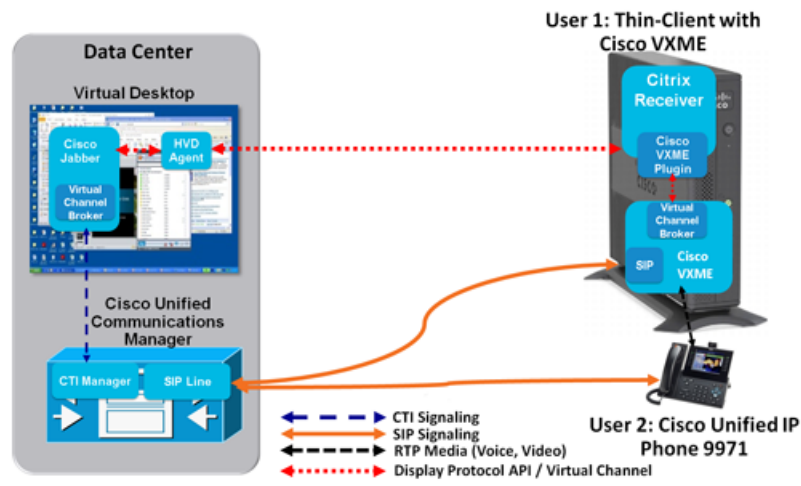 User 1: Thin-Client with
Cisco VXME
Data Center
Virtual Desktop
Cisco
Jabber
HVD
Agent
Virtual
Channel
Broker
Citrix
Receiver
Cisco
VXME
Plugin
CISCO
Virtual
Channel
Broker
SIP
Cisco
VXME
Cisco Unified
Communications
Manager
CTI Manager
SIP Line
CTI Signaling
SIP Signaling
RTP Media (Voice, Video)
Display Protocol API / Virtual Channel
User 2: Cisco Unified IP
Phone 9971